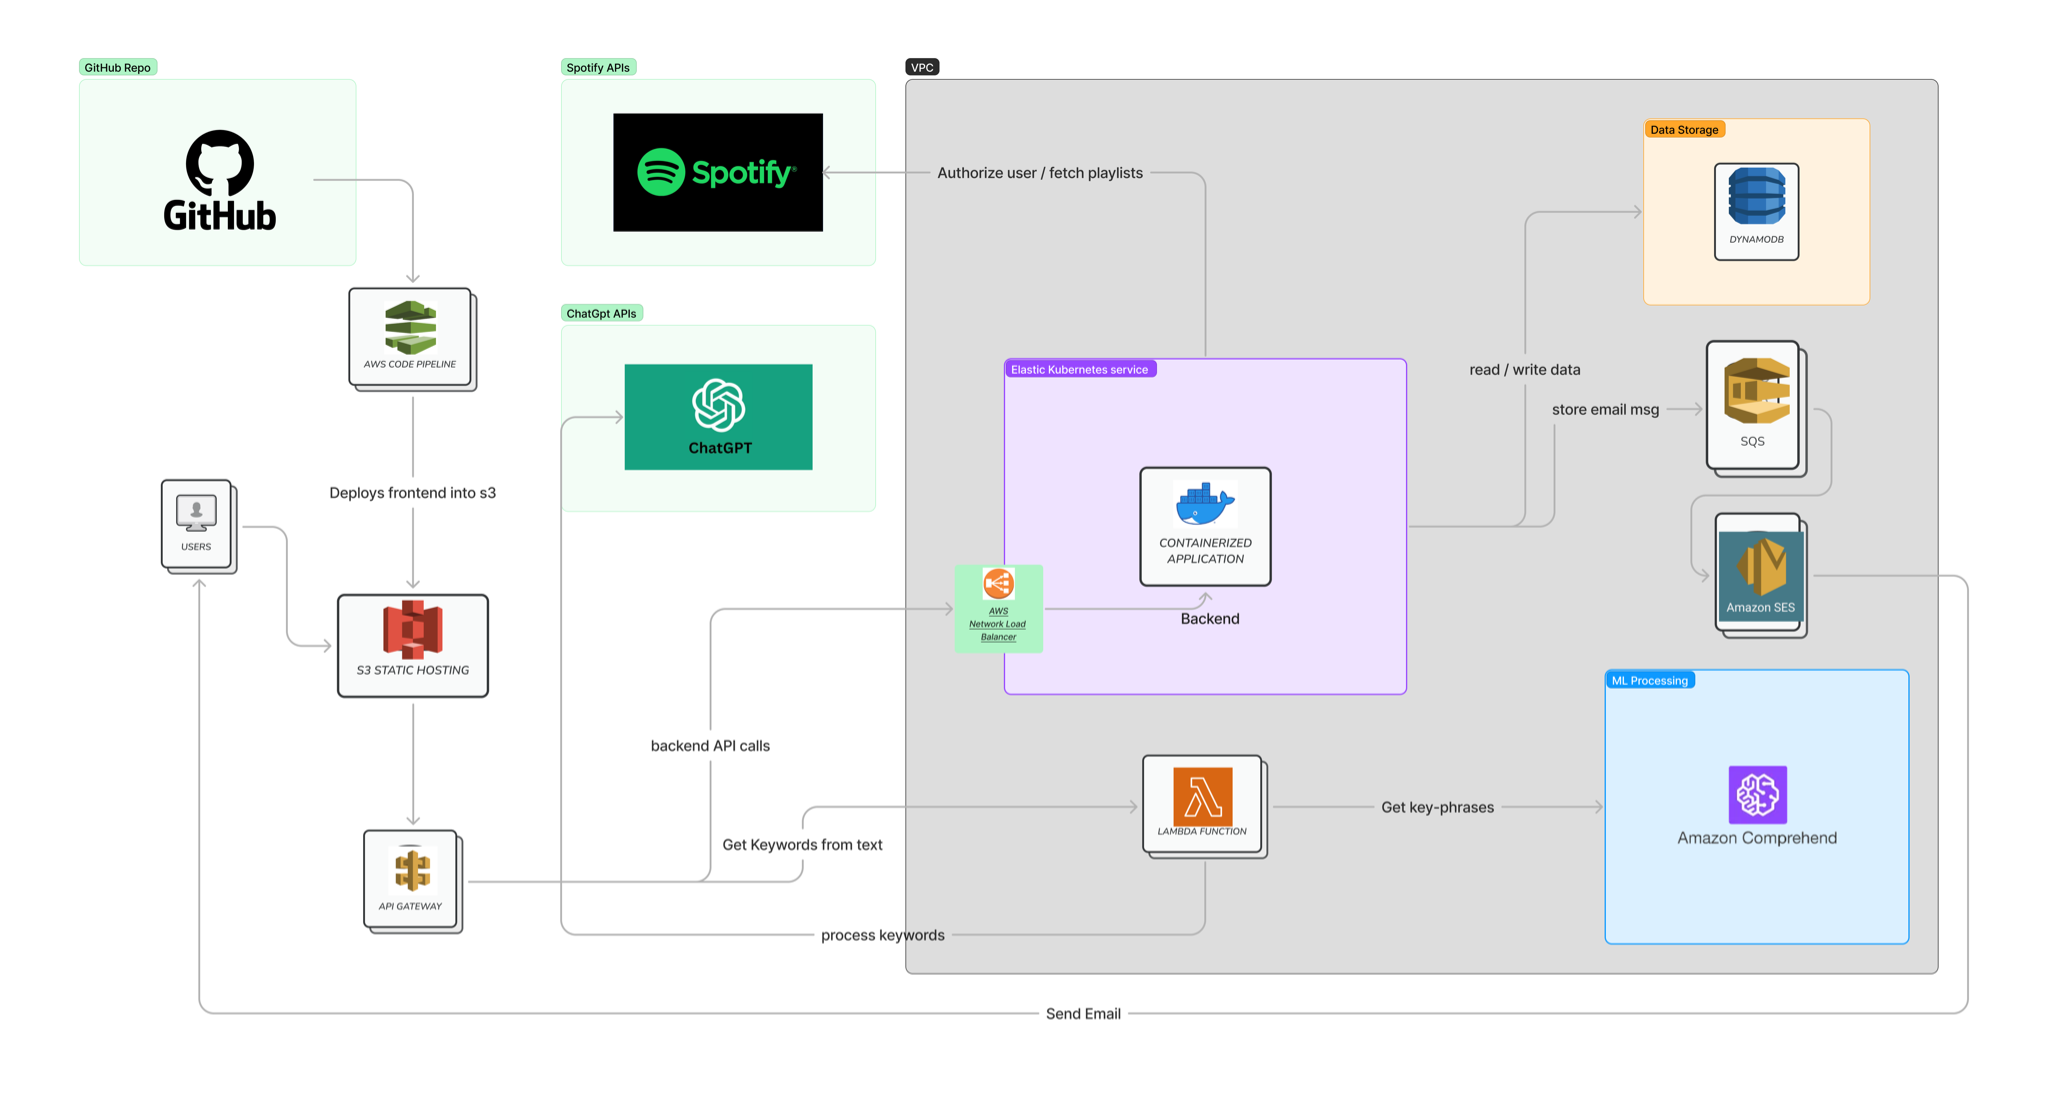 GitHub Repo
GitHub
Spotify APIs
Spotify
VPC
Authorize user / fetch playlists
Data Storage
DYNAMODB
AWS CODE PIPELINE
ChatGpt APIs
ChatGPT
Elastic Kubernetes service
read / write data
store email msg
SQS
Deploys frontend into s3
USERS
CONTAINERIZED
APPLICATION
Backend
AWS
Network Load
Balancer
Amazon SES
S3 STATIC HOSTING
ML Processing
backend API calls
Get Keywords from text
LAMBDA FUNCTION
Get key-phrases
Amazon Comprehend
API GATEWAY
process keywords
Send Email